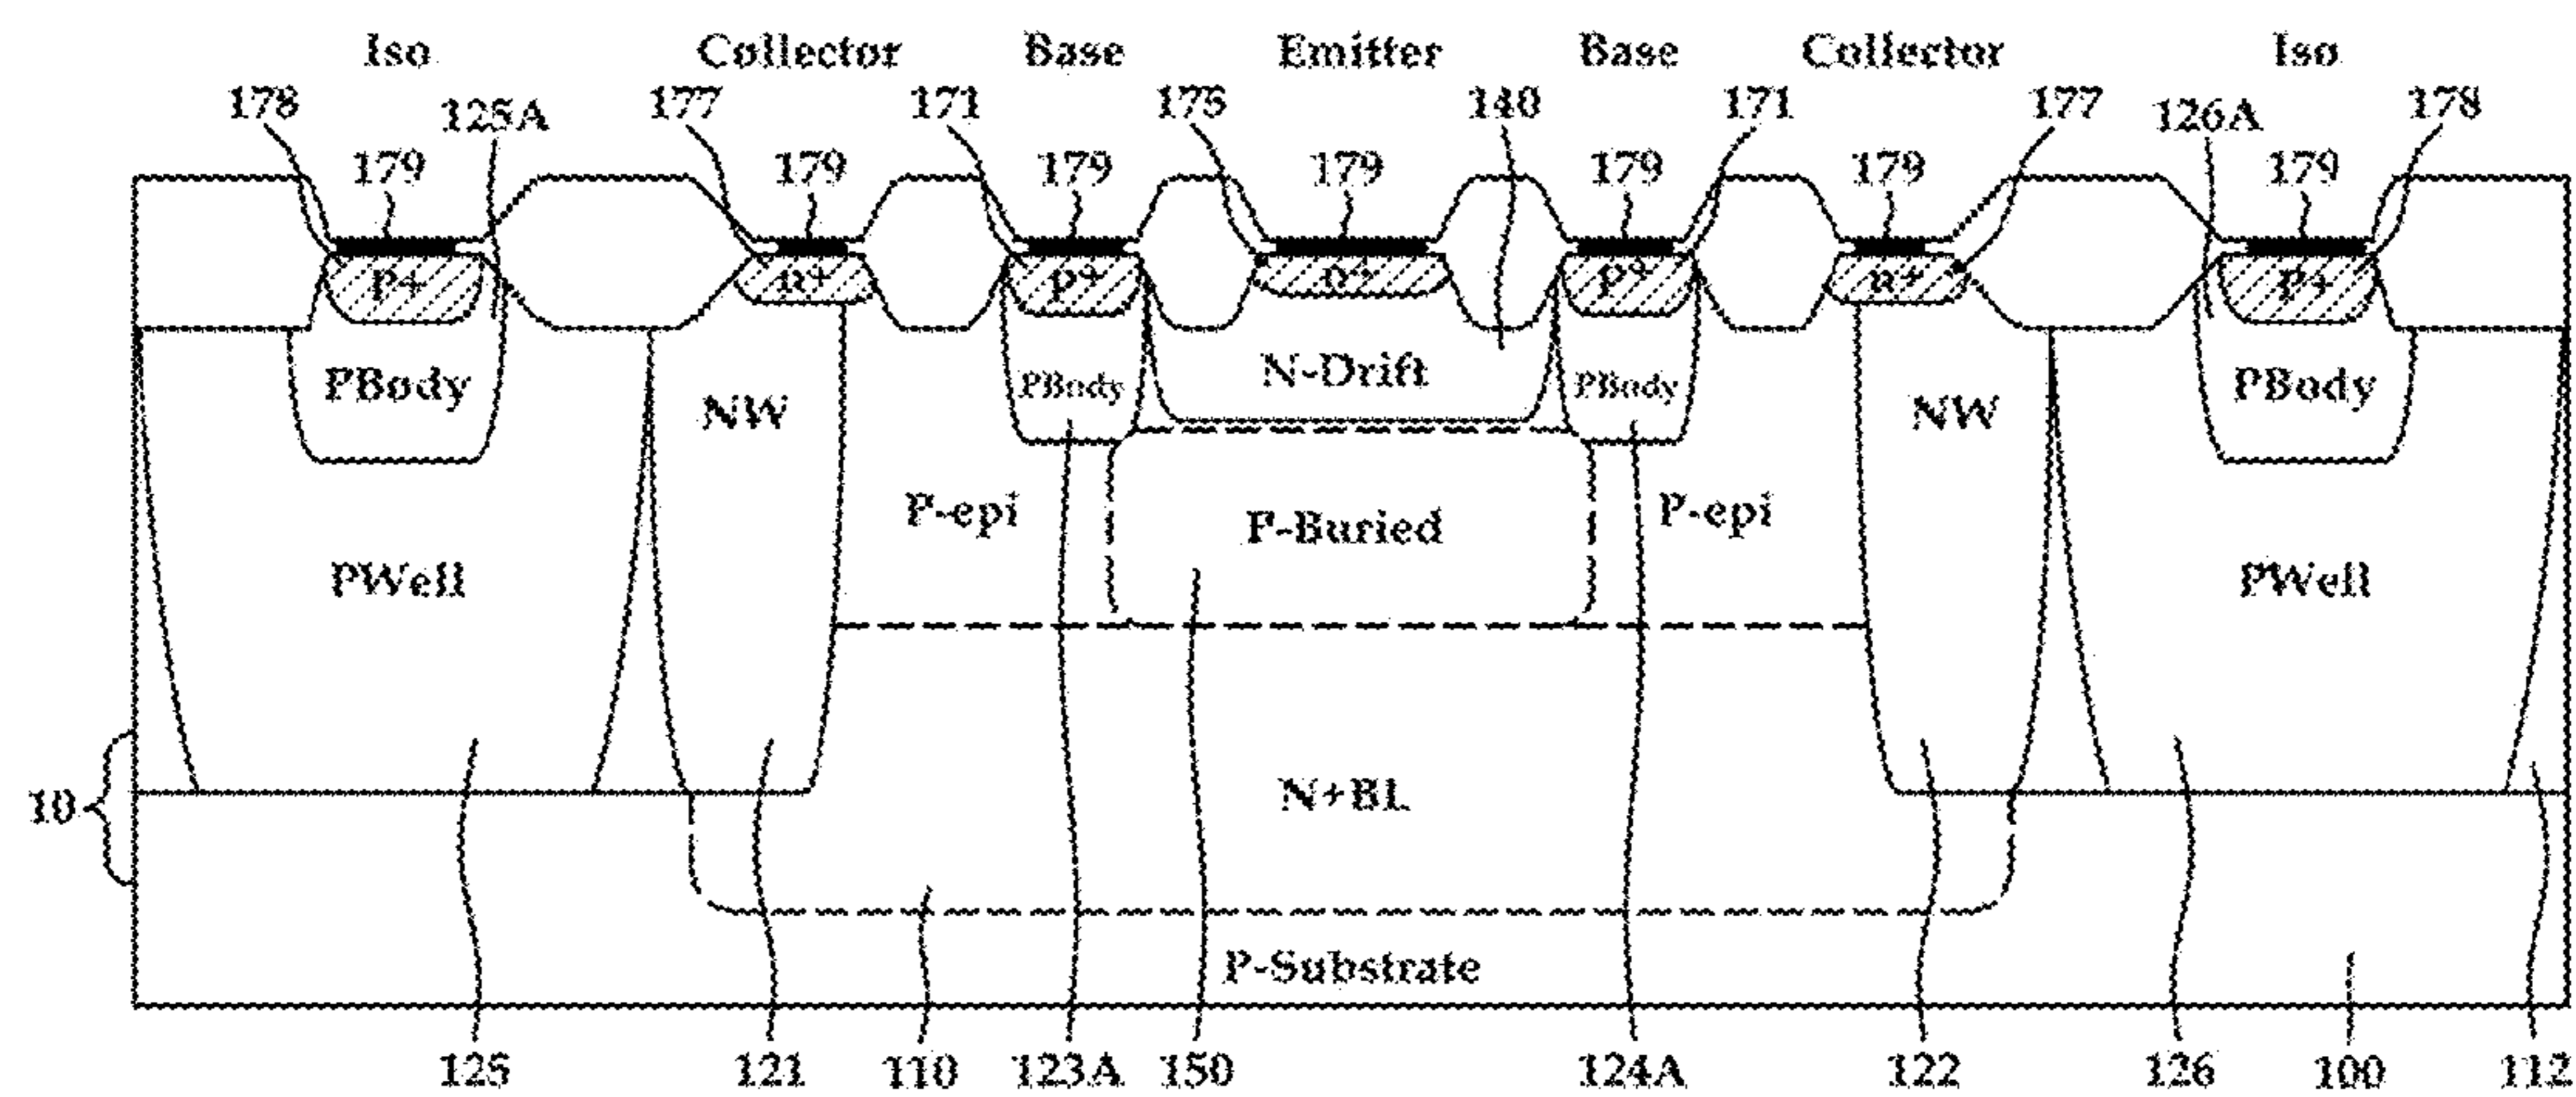 Iso Collector Base Emitter Base Collector Iso
178 125A 177 171 175 140 171 177 126A 178
179 179 179 179 179 179 179
P+ n+ p+ n+ p+ n+ P+
PBody NW PBody N-Drift PBody NW PBody
P-epi P-Buried P-epi
PWell PWell
10 N+BL
P-Substrate
125 121 110 123A 150 124A 122 126 100 112